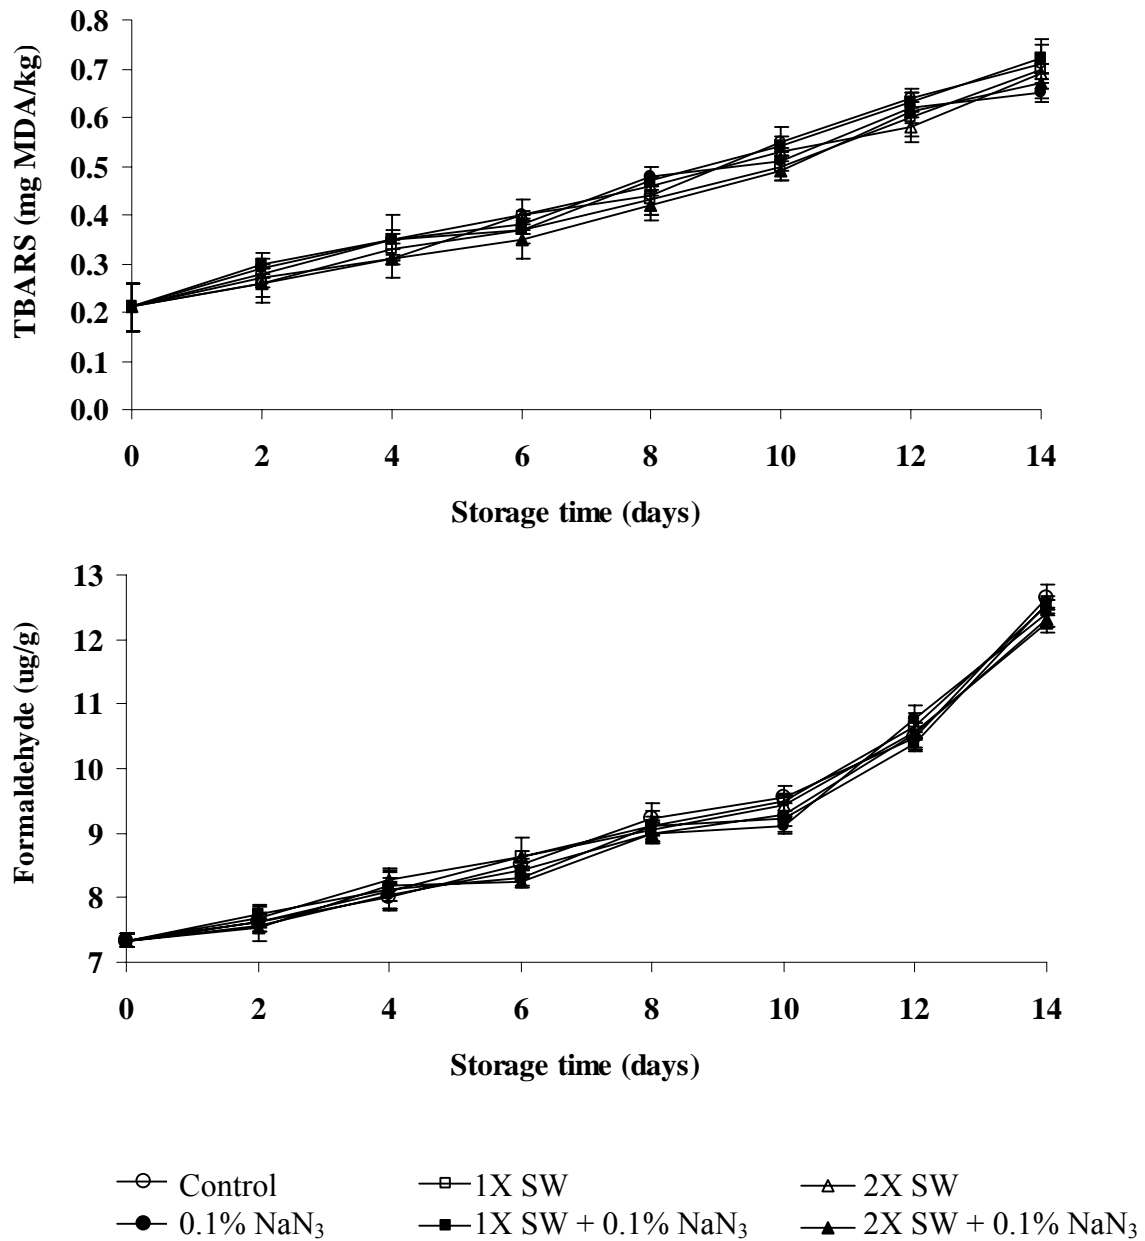 TBARS (mg MDA/kg)
0.8
0.7
0.6
0.5
0.4
0.3
0.2
0.1
0.0
0 2 4 6 8 10 12 14
Storage time (days)
Formaldehyde (ug/g)
13
12
11
10
9
8
7
0 2 4 6 8 10 12 14
Storage time (days)
Control 1X SW 2X SW
0.1% NaN₃ 1X SW + 0.1% NaN₃ 2X SW + 0.1% NaN₃